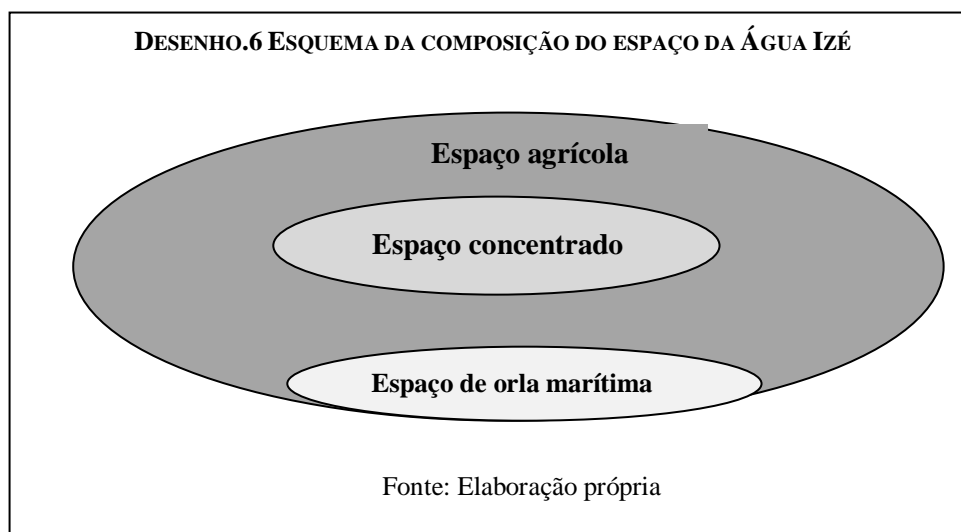 DESENHO.6 ESQUEMA DA COMPOSIÇÃO DO ESPAÇO DA ÁGUA IZÉ
Espaço agrícola
Espaço concentrado
Espaço de orla marítima
Fonte: Elaboração própria